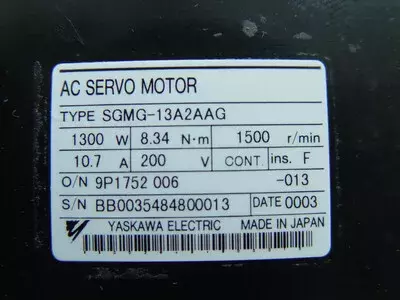 AC SERVO MOTOR
TYPE SGMG-13A2AAG
1300 W 8.34 N·m 1500 r/min
10.7 A 200 V CONT. ins. F
O/N 9P1752 006 -013
S/N BB0035484800013 DATE 0003
YASKAWA ELECTRIC MADE IN JAPAN